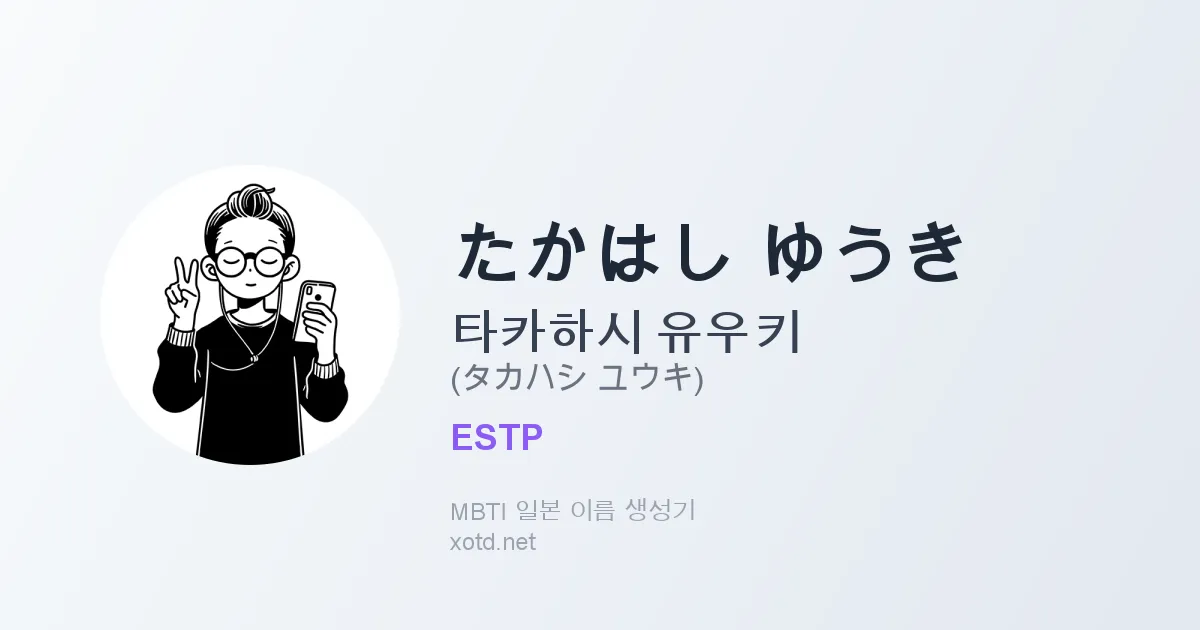 たかはし ゆうき
타카하시 유우키
(タカハシ ユウキ)
ESTP
MBTI 일본 이름 생성기
xotd.net